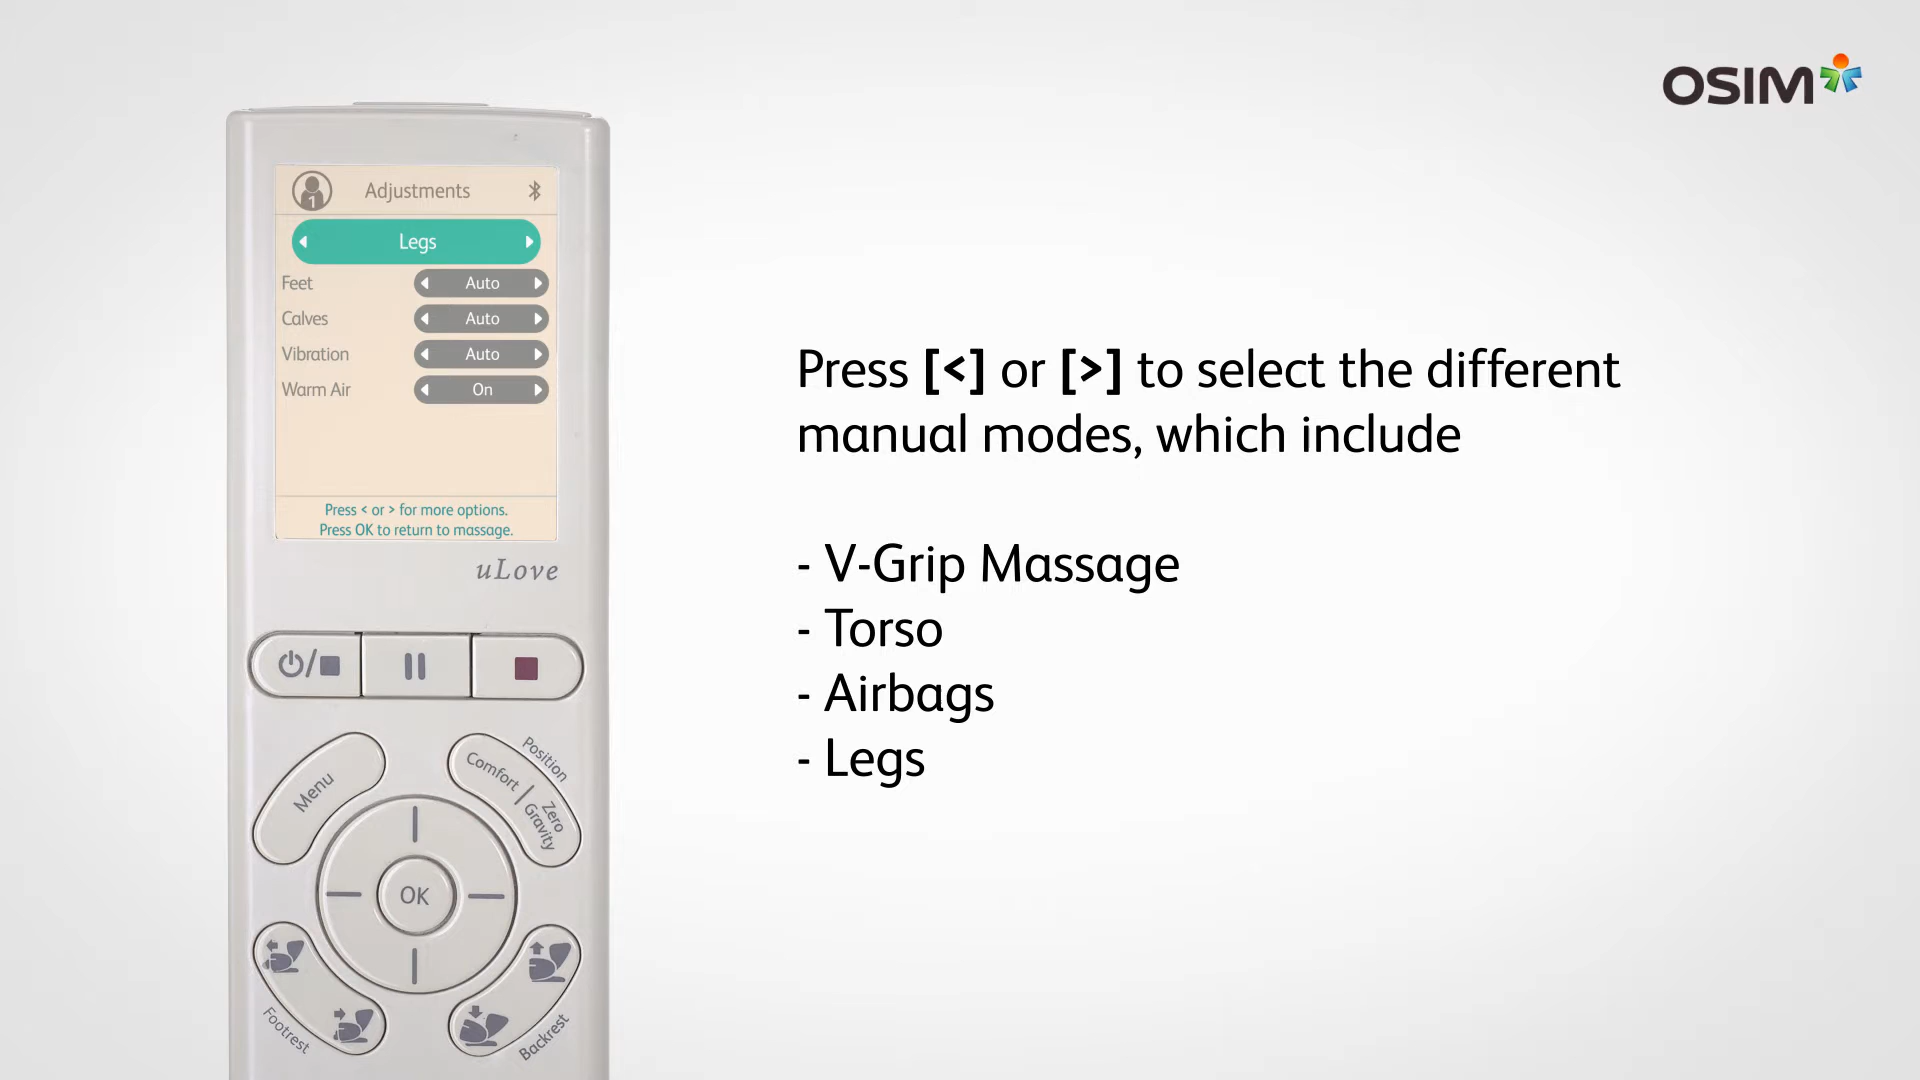 OSIM
1 Adjustments
Legs
Feet Auto
Calves Auto
Vibration Auto
Warm Air On
Press < or > for more options.
Press OK to return to massage.
uLove
Menu
Position
Comfort | Zero Gravity
OK
Footrest
Backrest
Press [<] or [>] to select the different
manual modes, which include
- V-Grip Massage
- Torso
- Airbags
- Legs